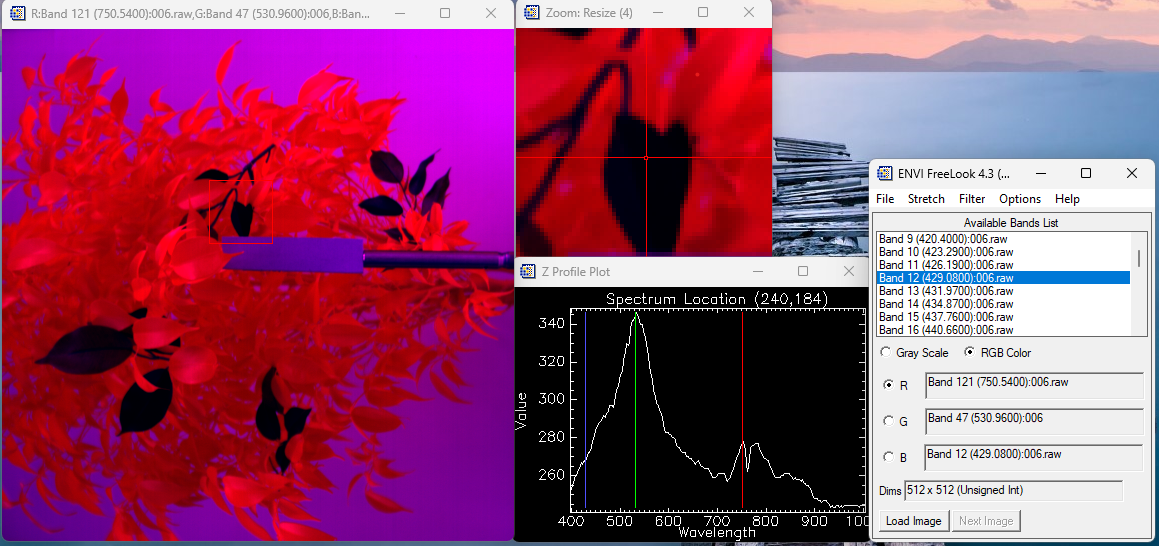 R:Band 121 (750.5400):006.raw,G:Band 47 (530.9600):006,B:Ban...
Zoom: Resize (4)
Z Profile Plot
Spectrum Location (240,184)
340
320
300
280
260
Value
400 500 600 700 800 900 100
Wavelength
ENVI FreeLook 4.3 (...
File Stretch Filter Options Help
Available Bands List
Band 9 (420.4000):006.raw
Band 10 (423.2900):006.raw
Band 11 (426.1900):006.raw
Band 12 (429.0800):006.raw
Band 13 (431.9700):006.raw
Band 14 (434.8700):006.raw
Band 15 (437.7600):006.raw
Band 16 (440.6600):006.raw
Gray Scale RGB Color
R Band 121 (750.5400):006.raw
G Band 47 (530.9600):006
B Band 12 (429.0800):006.raw
Dims 512 x 512 (Unsigned Int)
Load Image Next Image